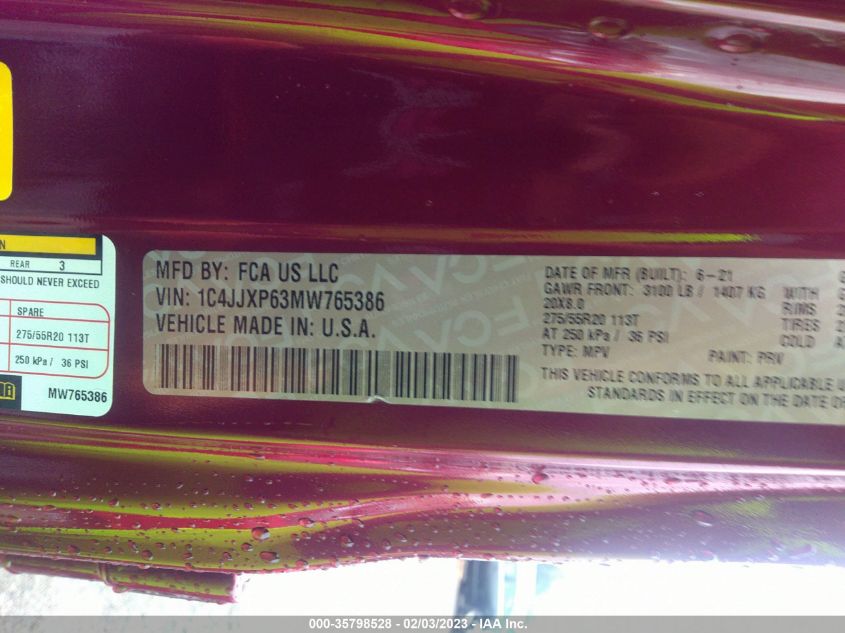 N
REAR 3
SHOULD NEVER EXCEED
SPARE
275/55R20 113T
250 kPa / 36 PSI
MW765386
MFD BY: FCA US LLC
VIN: 1C4JJXP63MW765386
VEHICLE MADE IN: U.S.A.
DATE OF MFR (BUILT): 6-21
GAWR FRONT: 3100 LB / 1407 KG WITH
20X8.0 RIMS
275/55R20 113T TIRES
AT 250 kPa / 36 PSI COLD
TYPE: MPV PAINT: PRV
THIS VEHICLE CONFORMS TO ALL APPLICABLE
STANDARDS IN EFFECT ON THE DATE OF
000-35798528 - 02/03/2023 - IAA Inc.